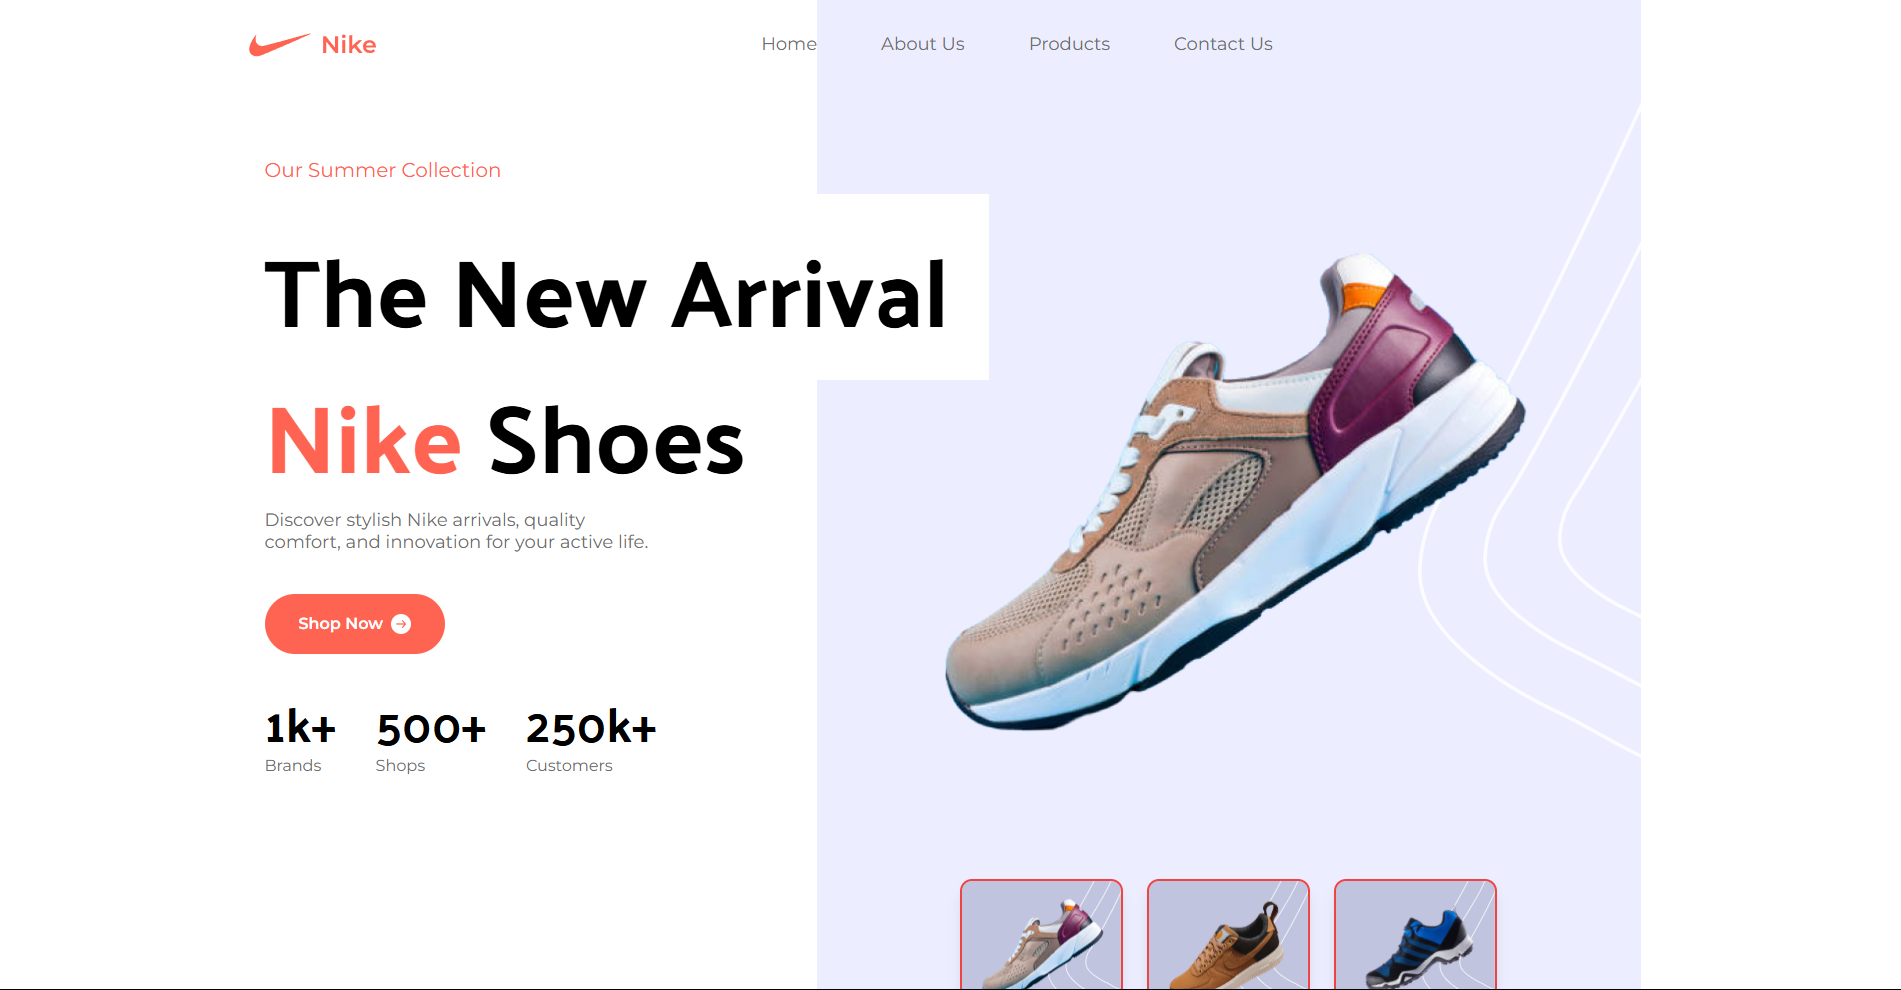 Nike
Home
About Us
Products
Contact Us
Our Summer Collection
The New Arrival
Nike Shoes
Discover stylish Nike arrivals, quality
comfort, and innovation for your active life.
Shop Now
1k+
500+
250k+
Brands
Shops
Customers